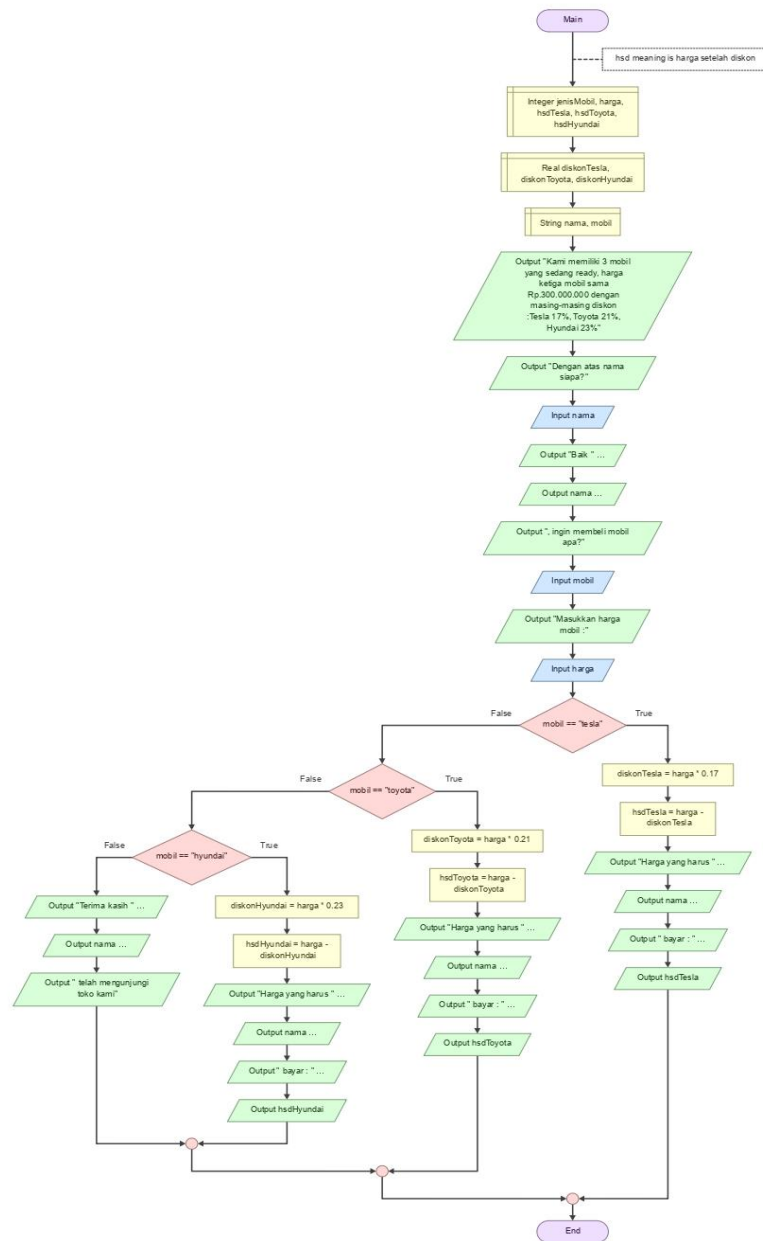 Main
hsd meaning is harga setelah diskon
Integer jenisMobil, harga,
hsdTesla, hsdToyota,
hsdHyundai
Real diskonTesla,
diskonToyota, diskonHyundai
String nama, mobil
Output "Kami memiliki 3 mobil
yang sedang ready, harga
ketiga mobil sama
Rp.300.000.000 dengan
masing-masing diskon
:Tesla 17%, Toyota 21%,
Hyundai 23%"
Output "Dengan atas nama
siapa?"
Input nama
Output "Baik " ...
Output nama ...
Output ", ingin membeli mobil
apa?"
Input mobil
Output "Masukkan harga
mobil :"
Input harga
False
True
mobil == "tesla"
False
True
mobil == "toyota"
False
True
mobil == "hyundai"
Output "Terima kasih " ...
Output nama ...
Output " telah mengunjungi
toko kami"
diskonHyundai = harga * 0.23
hsdHyundai = harga -
diskonHyundai
Output "Harga yang harus " ...
Output nama ...
Output " bayar : " ...
Output hsdHyundai
diskonToyota = harga * 0.21
hsdToyota = harga -
diskonToyota
Output "Harga yang harus " ...
Output nama ...
Output " bayar : " ...
Output hsdToyota
diskonTesla = harga * 0.17
hsdTesla = harga -
diskonTesla
Output "Harga yang harus " ...
Output nama ...
Output " bayar : " ...
Output hsdTesla
End